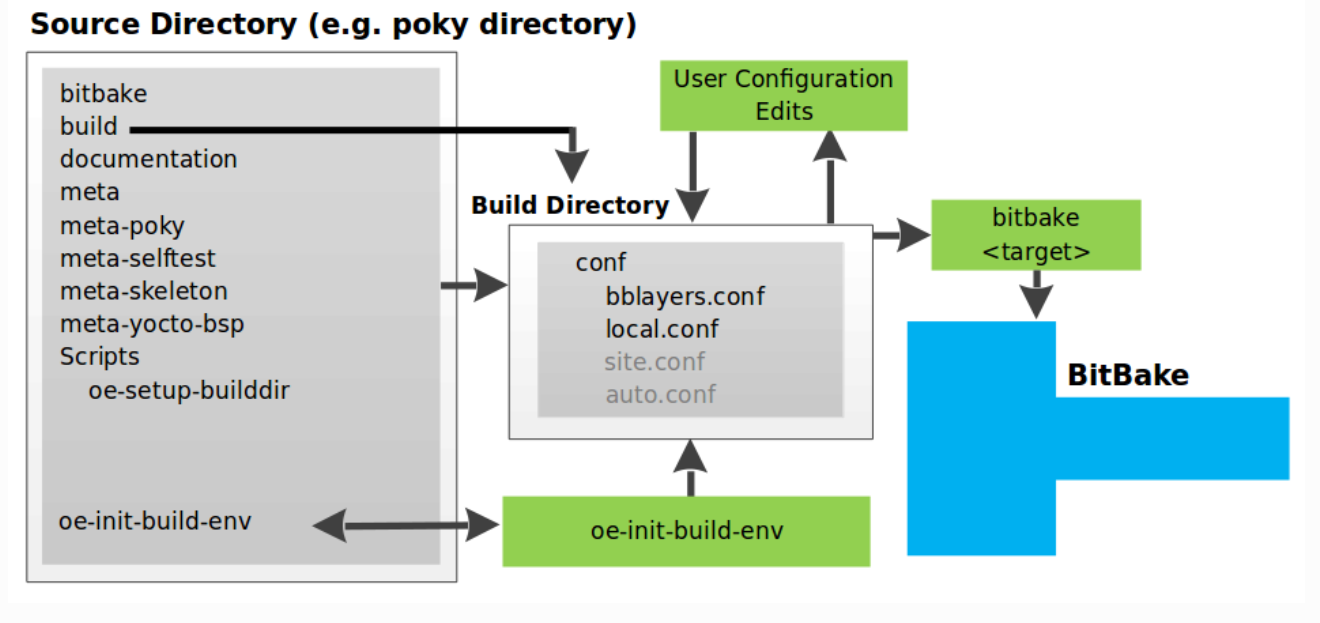 Source Directory (e.g. poky directory)
bitbake
build
documentation
meta
meta-poky
meta-selftest
meta-skeleton
meta-yocto-bsp
Scripts
oe-setup-builddir
oe-init-build-env
User Configuration
Edits
Build Directory
conf
bblayers.conf
local.conf
site.conf
auto.conf
oe-init-build-env
bitbake
<target>
BitBake